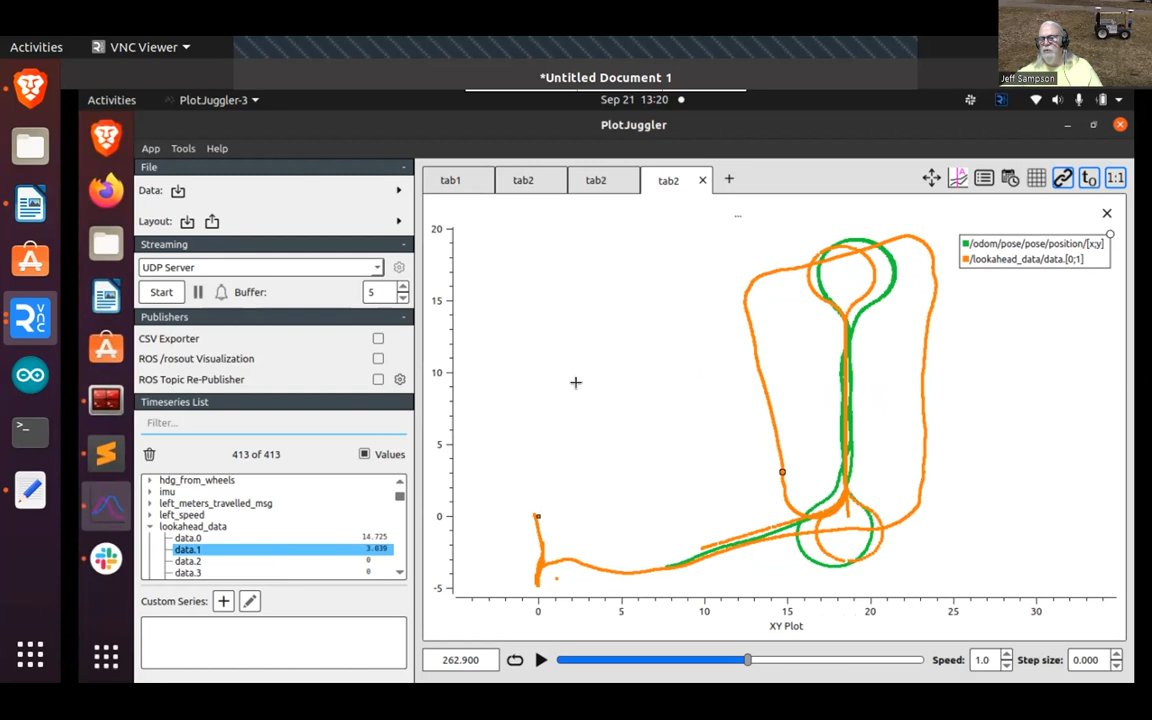 Activities
VNC Viewer
Jeff Sampson
*Untitled Document 1
Activities
PlotJuggler-3
Sep 21 13:20
PlotJuggler
App Tools Help
File
Data:
Layout:
Streaming
UDP Server
Start
Buffer:
5
Publishers
CSV Exporter
ROS /rosout Visualization
ROS Topic Re-Publisher
Timeseries List
Filter...
413 of 413
Values
hdg_from_wheels
imu
left_meters_travelled_msg
left_speed
lookahead_data
data.0 14.725
data.1 3.039
data.2 0
data.3 0
Custom Series:
tab1
tab2
tab2
tab2
t0
1:1
...
/odom/pose/pose/position/[x;y]
/lookahead_data/data.[0;1]
20
15
10
5
0
-5
0 5 10 15 20 25 30
XY Plot
262.900
Speed: 1.0
Step size: 0.000